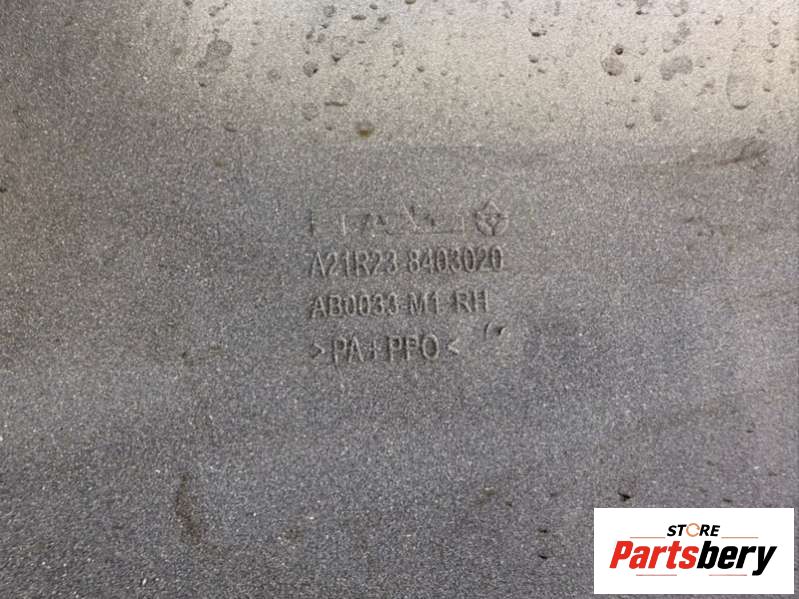 A21R23-8403020
AB0033-M1-RH
>PA+PPO<
STORE
Partsbery